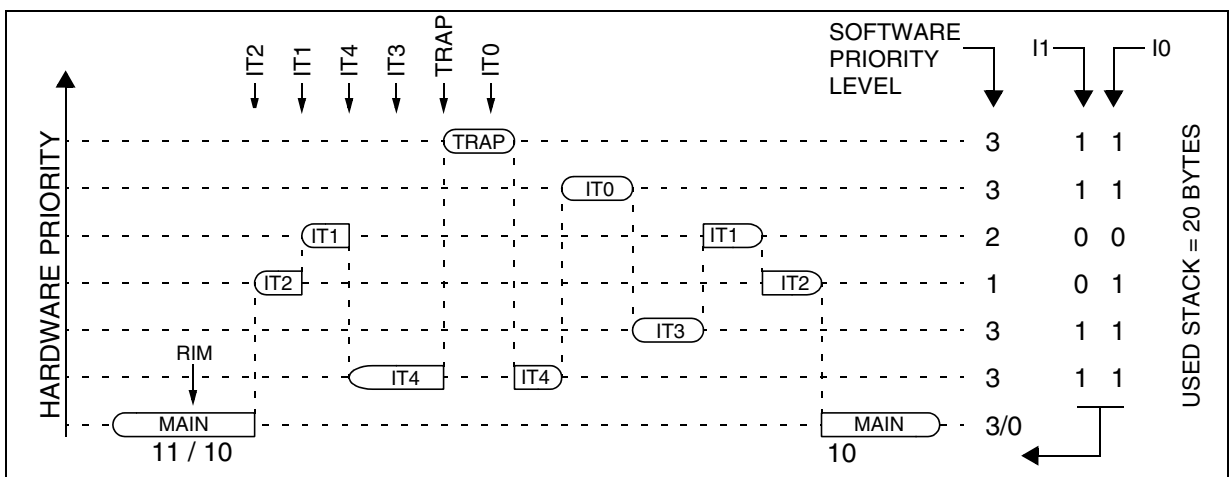 IT2
IT1
IT4
IT3
TRAP
IT0
SOFTWARE
PRIORITY
LEVEL
I1
I0
HARDWARE PRIORITY
TRAP 3 1 1
IT0 3 1 1
IT1 IT1 2 0 0
IT2 IT2 1 0 1
IT3 3 1 1
RIM
IT4 IT4 3 1 1
MAIN MAIN 3/0
11 / 10 10
USED STACK = 20 BYTES